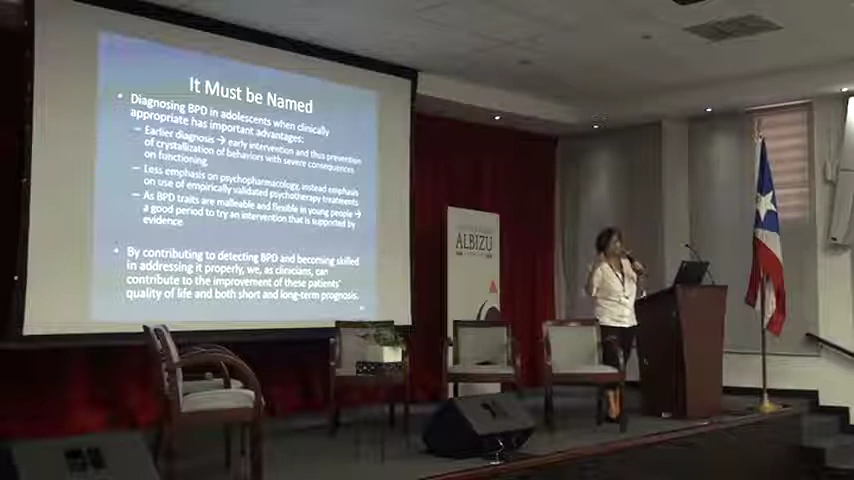 It Must be Named
• Diagnosing BPD in adolescents when clinically
appropriate has important advantages:
– Earlier diagnosis → early intervention and thus prevention
of crystallization of behaviors with severe consequences
on functioning
– Less emphasis on psychopharmacology, instead emphasis
on use of empirically validated psychotherapy treatments
– As BPD traits are malleable and flexible in young people →
a good period to try an intervention that is supported by
evidence
• By contributing to detecting BPD and becoming skilled
in addressing it properly, we, as clinicians, can
contribute to the improvement of these patients'
quality of life and both short and long-term prognosis.
ALBIZU